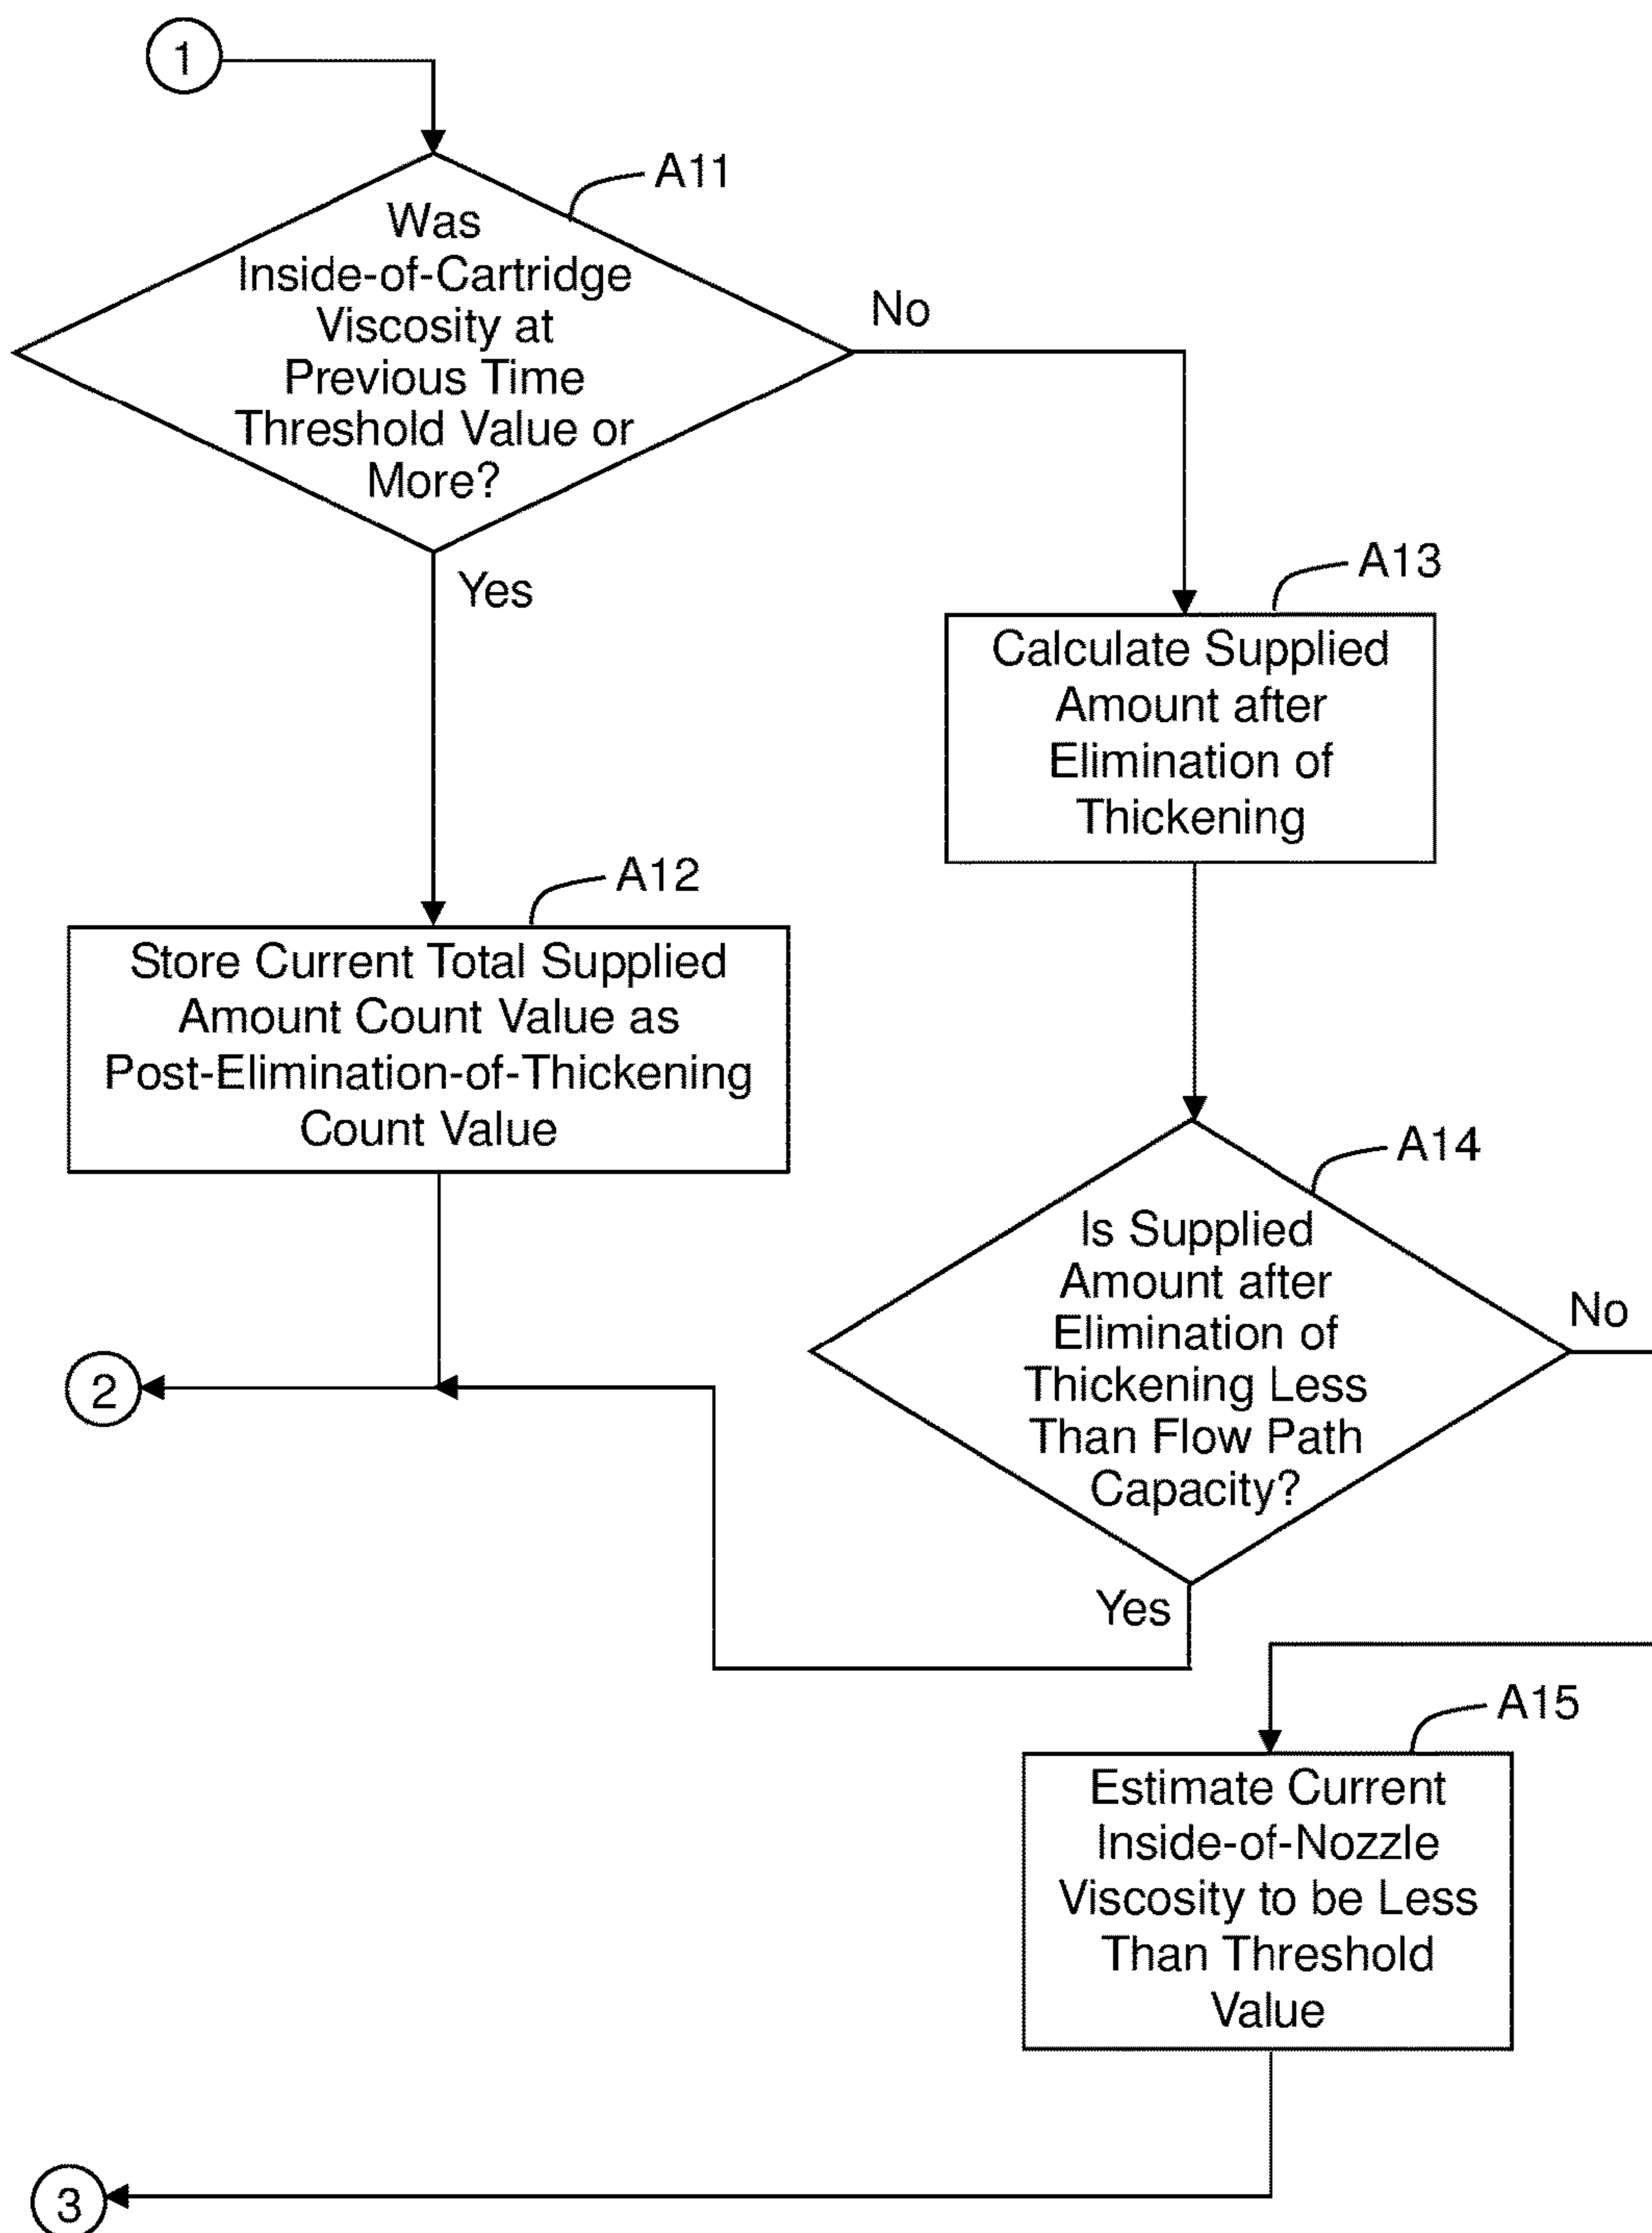 1
A11
Was
Inside-of-Cartridge
Viscosity at
Previous Time
Threshold Value or
More?
No
Yes
A13
Calculate Supplied
Amount after
Elimination of
Thickening
A12
Store Current Total Supplied
Amount Count Value as
Post-Elimination-of-Thickening
Count Value
A14
Is Supplied
Amount after
Elimination of
Thickening Less
Than Flow Path
Capacity?
No
2
Yes
A15
Estimate Current
Inside-of-Nozzle
Viscosity to be Less
Than Threshold
Value
3